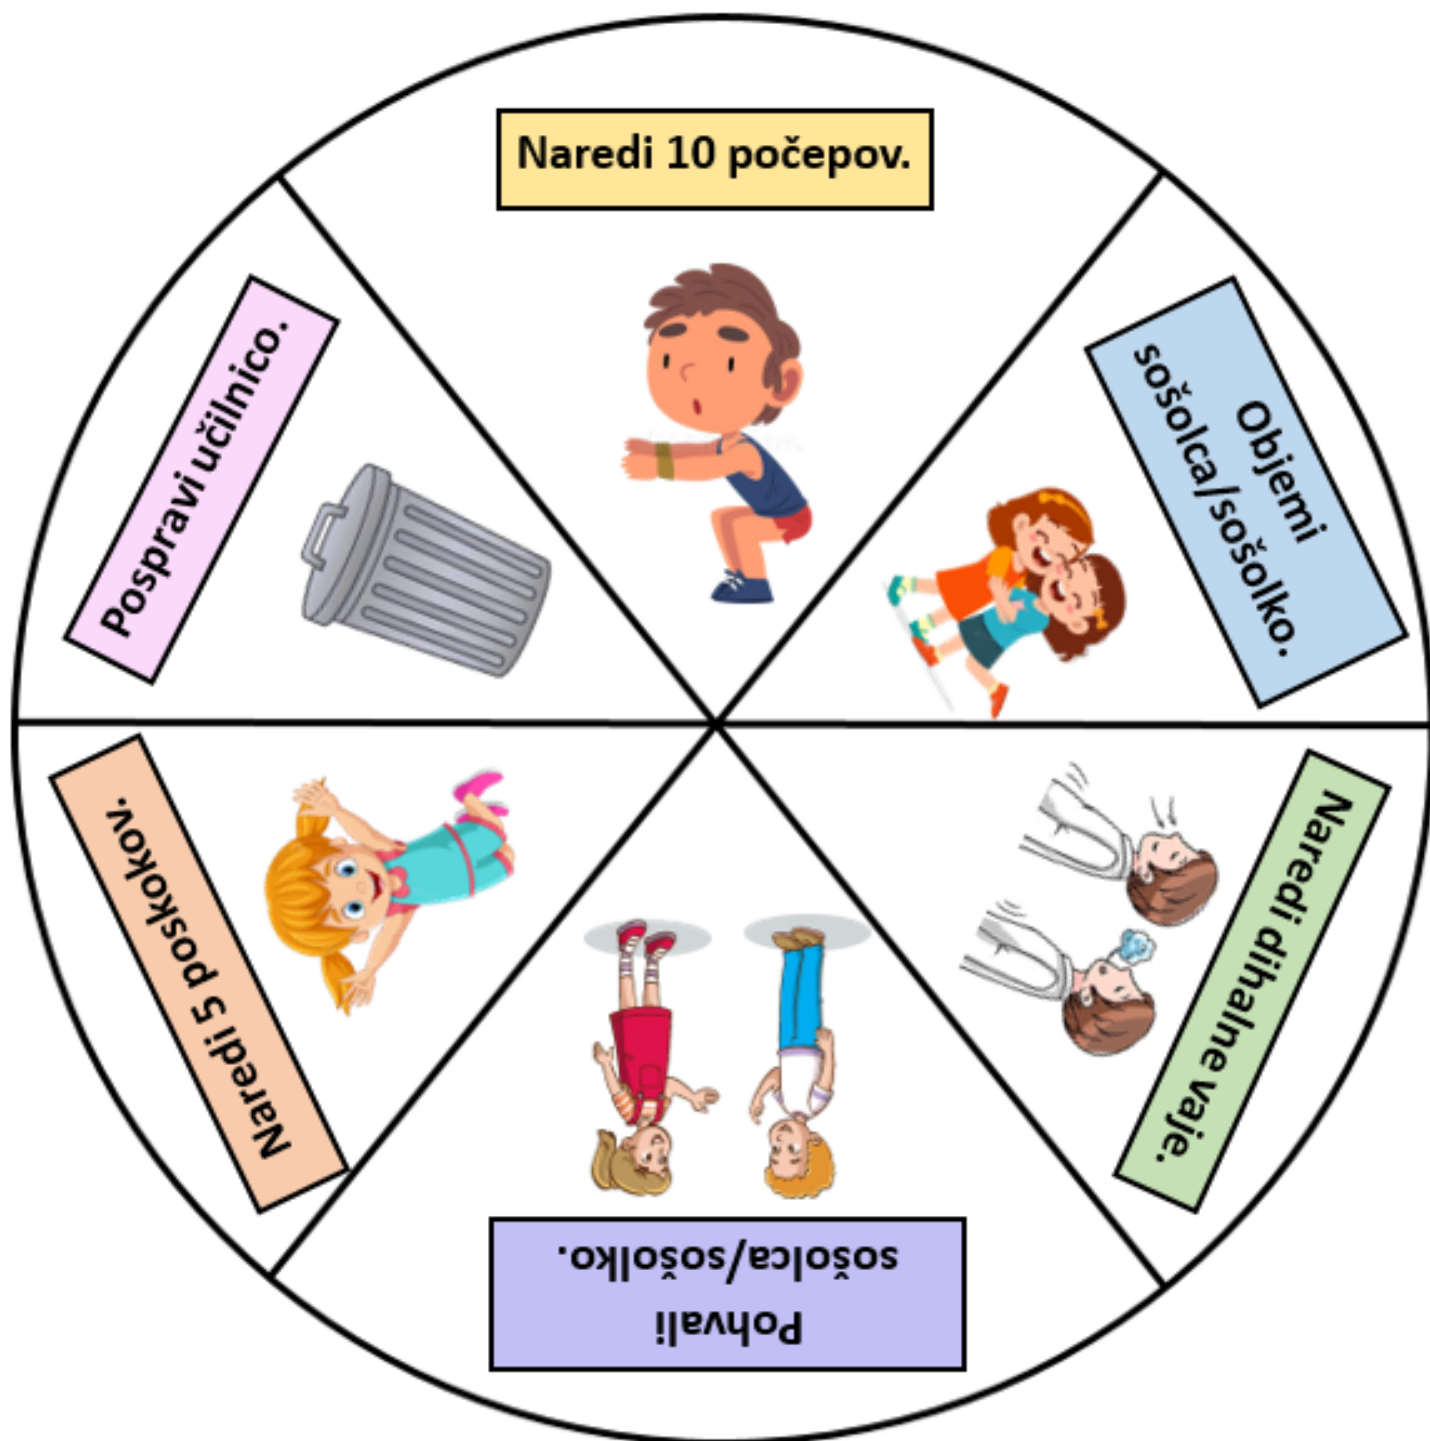 Naredi 10 počepov.
Objemi
sošolca/sošolko.
Naredi dihalne vaje.
Pohvali
sošolca/sošolko.
Naredi 5 poskokov.
Pospravi učilnico.